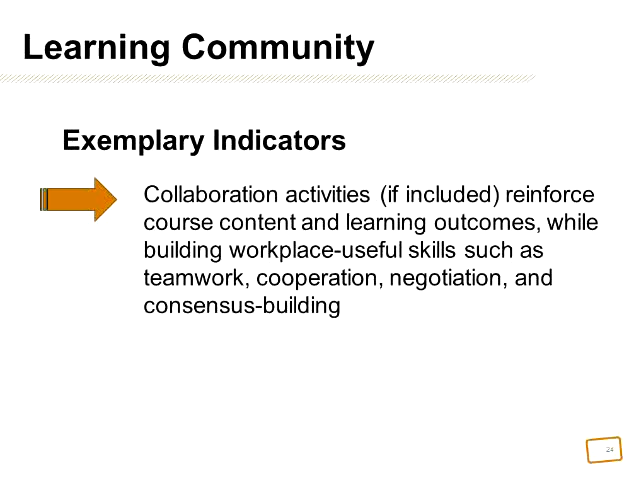 Learning Community
Exemplary Indicators
Collaboration activities (if included) reinforce
course content and learning outcomes, while
building workplace-useful skills such as
teamwork, cooperation, negotiation, and
consensus-building
24